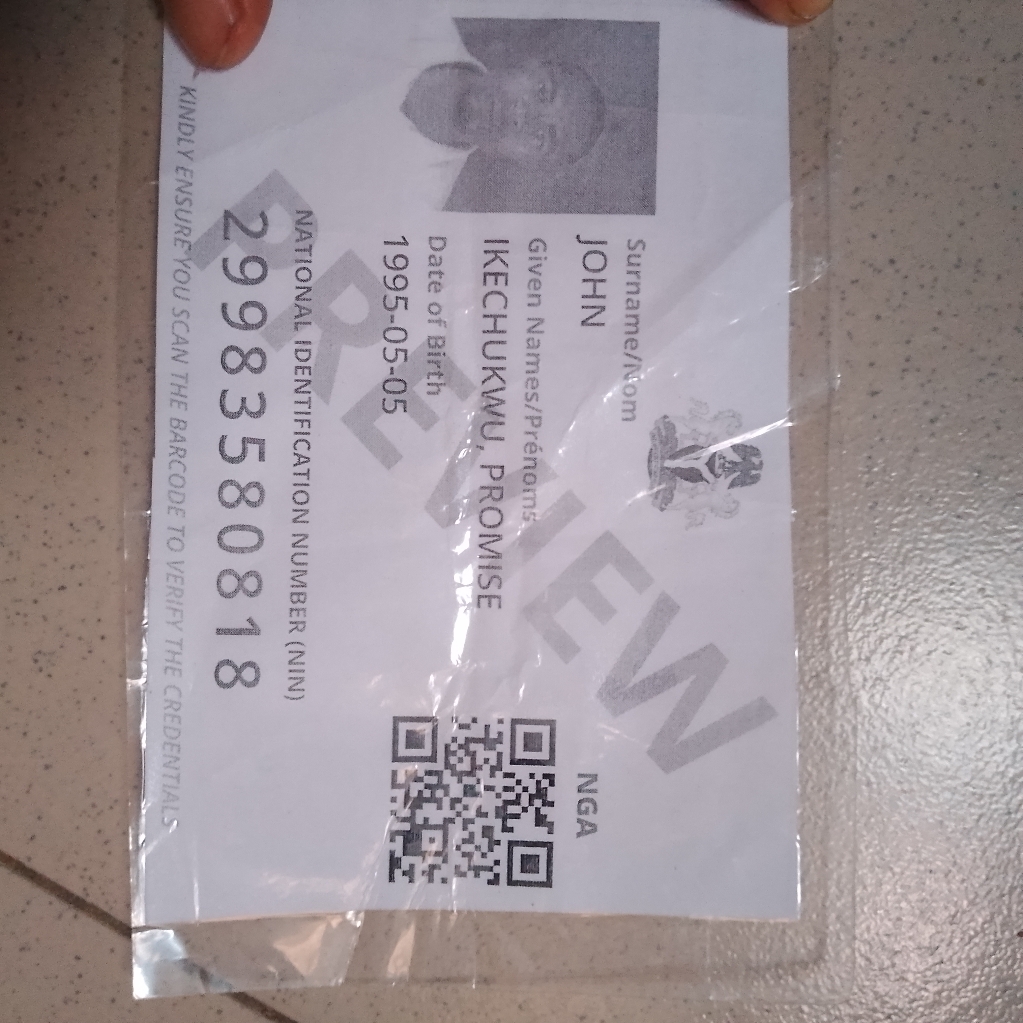 Surname/Nom
JOHN
NGA
Given Names/Prénoms
IKECHUKWU, PROMISE
Date of Birth
1995-05-05
NATIONAL IDENTIFICATION NUMBER (NIN)
29983580818
KINDLY ENSURE YOU SCAN THE BARCODE TO VERIFY THE CREDENTIALS
PREVIEW